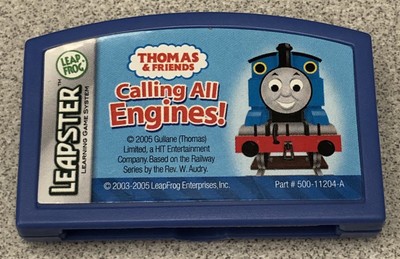 LEAP
FROG
LEAPSTER
LEARNING GAME SYSTEM
THOMAS
& FRIENDS
Calling All
Engines!
© 2005 Gullane (Thomas)
Limited, a HIT Entertainment
Company. Based on the Railway
Series by the Rev. W. Audry.
© 2003-2005 LeapFrog Enterprises, Inc.
Part # 500-11204-A